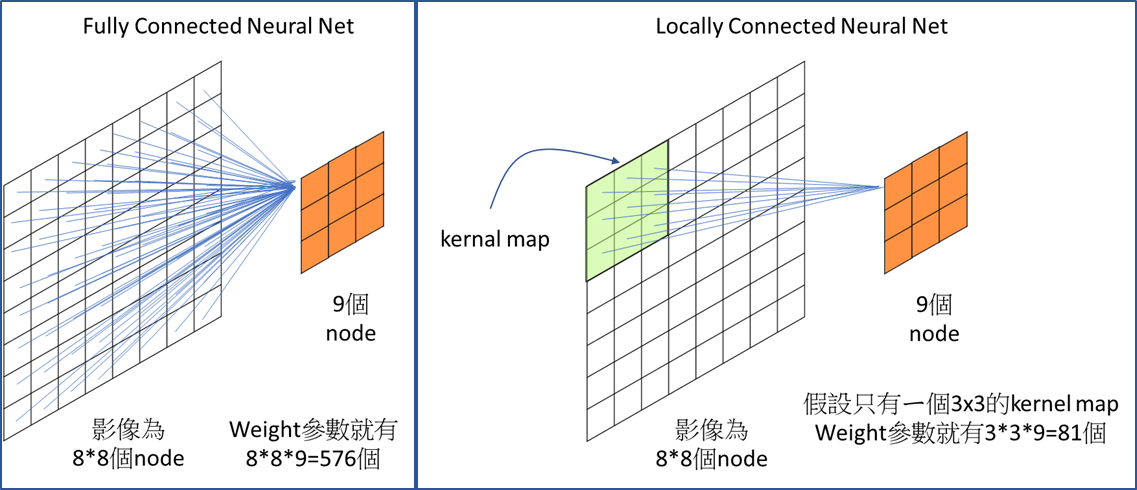 Fully Connected Neural Net
9個
node
影像為
8*8個node
Weight參數就有
8*8*9=576個
Locally Connected Neural Net
kernal map
9個
node
影像為
8*8個node
假設只有一個3x3的kernel map
Weight參數就有3*3*9=81個